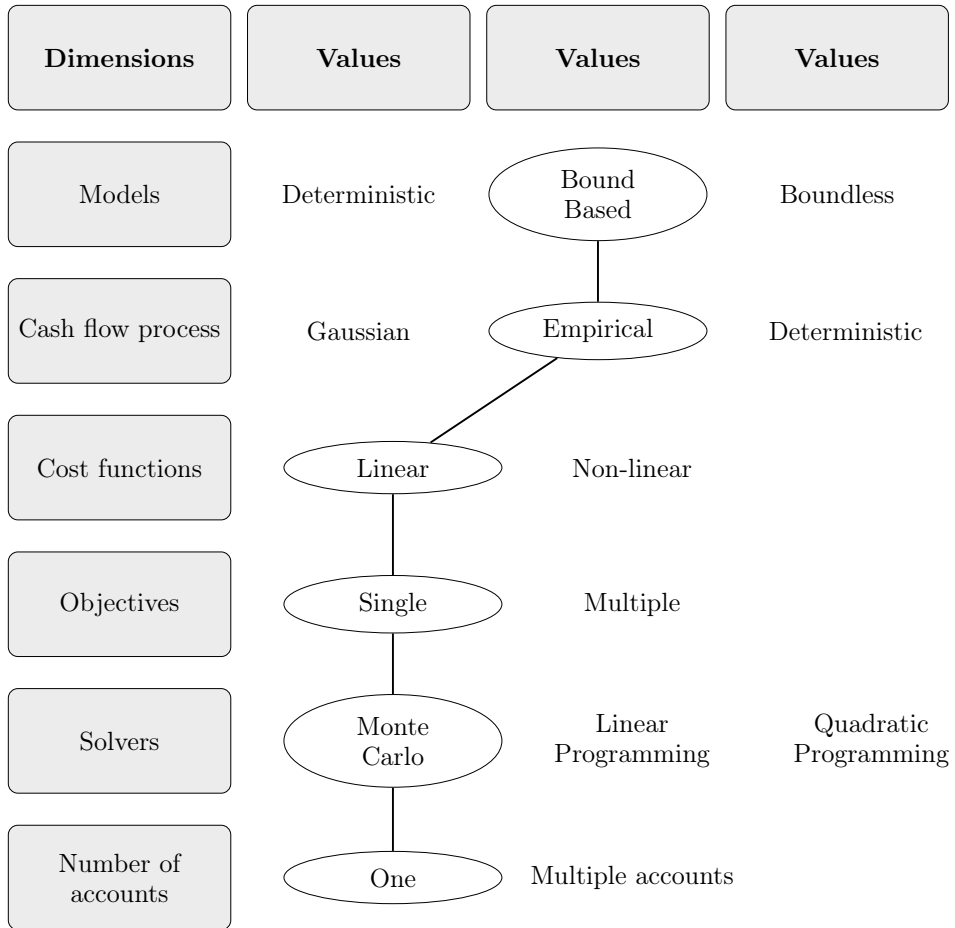 Dimensions
Values
Values
Values
Models
Deterministic
Bound
Based
Boundless
Cash flow process
Gaussian
Empirical
Deterministic
Cost functions
Linear
Non-linear
Objectives
Single
Multiple
Solvers
Monte
Carlo
Linear
Programming
Quadratic
Programming
Number of
accounts
One
Multiple accounts